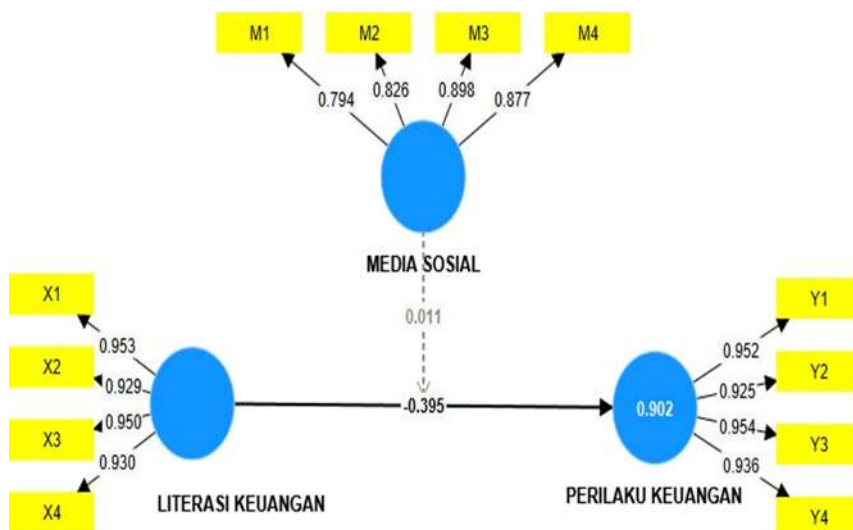 M1
M2
M3
M4
0.794
0.826
0.898
0.877
MEDIA SOSIAL
0.011
X1
X2
X3
X4
0.953
0.929
0.950
0.930
LITERASI KEUANGAN
-0.395
0.902
PERILAKU KEUANGAN
0.952
0.925
0.954
0.936
Y1
Y2
Y3
Y4